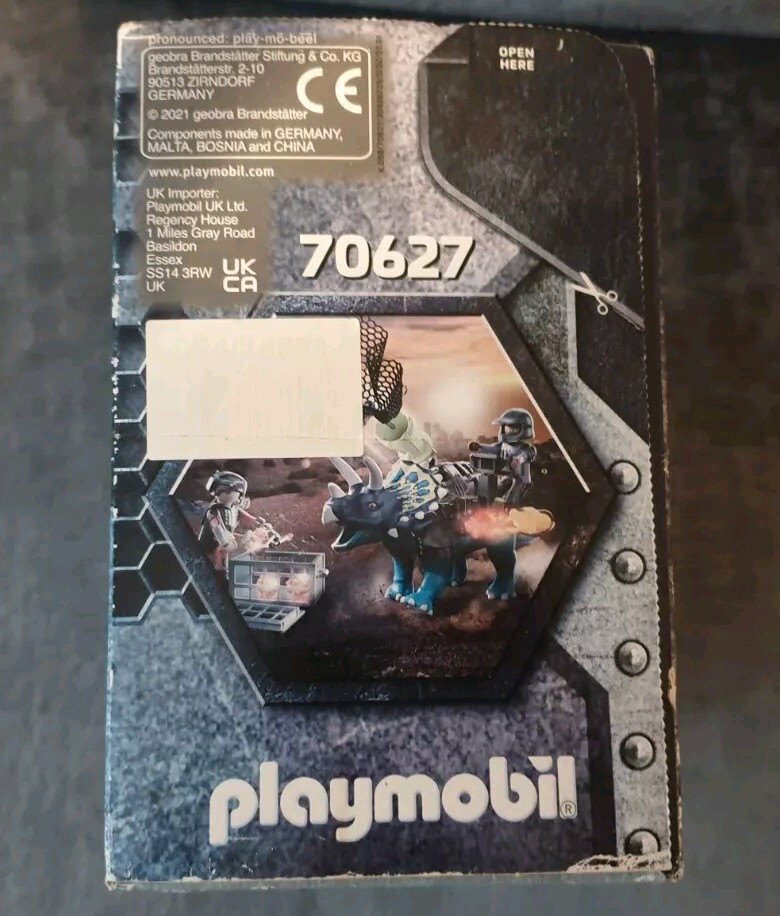 pronounced: play-mo-beel
geobra Brandstätter Stiftung & Co. KG
Brandstätterstr. 2-10
90513 ZIRNDORF
GERMANY
CE
© 2021 geobra Brandstätter
Components made in GERMANY,
MALTA, BOSNIA and CHINA
www.playmobil.com
UK Importer:
Playmobil UK Ltd.
Regency House
1 Miles Gray Road
Basildon
Essex
SS14 3RW
UK
UK
CA
OPEN
HERE
70627
playmobil®